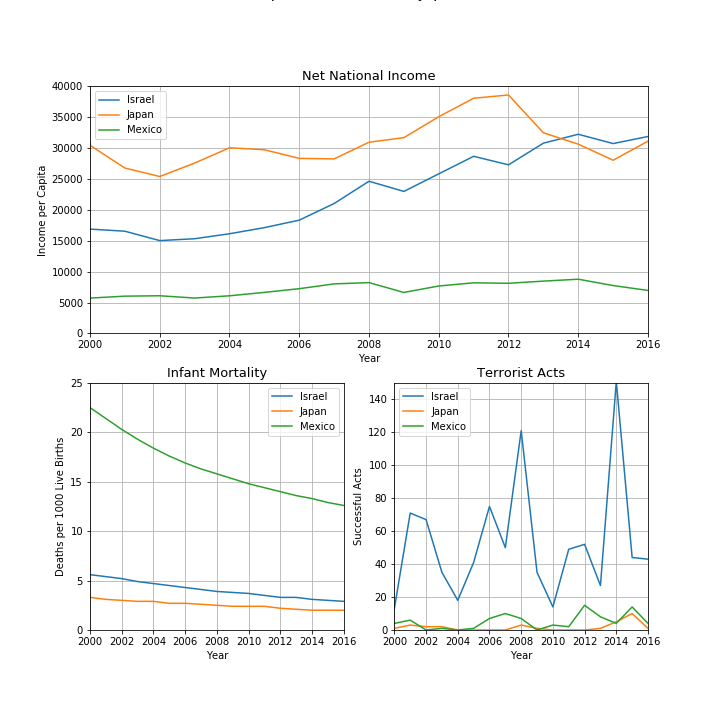 Net National Income
40000
35000
30000
25000
20000
15000
10000
5000
0
Income per Capita
Israel
Japan
Mexico
2000 2002 2004 2006 2008 2010 2012 2014 2016
Year
Infant Mortality
25
20
15
10
5
0
Deaths per 1000 Live Births
Israel
Japan
Mexico
2000 2002 2004 2006 2008 2010 2012 2014 2016
Year
Terrorist Acts
140
120
100
80
60
40
20
0
Successful Acts
Israel
Japan
Mexico
2000 2002 2004 2006 2008 2010 2012 2014 2016
Year